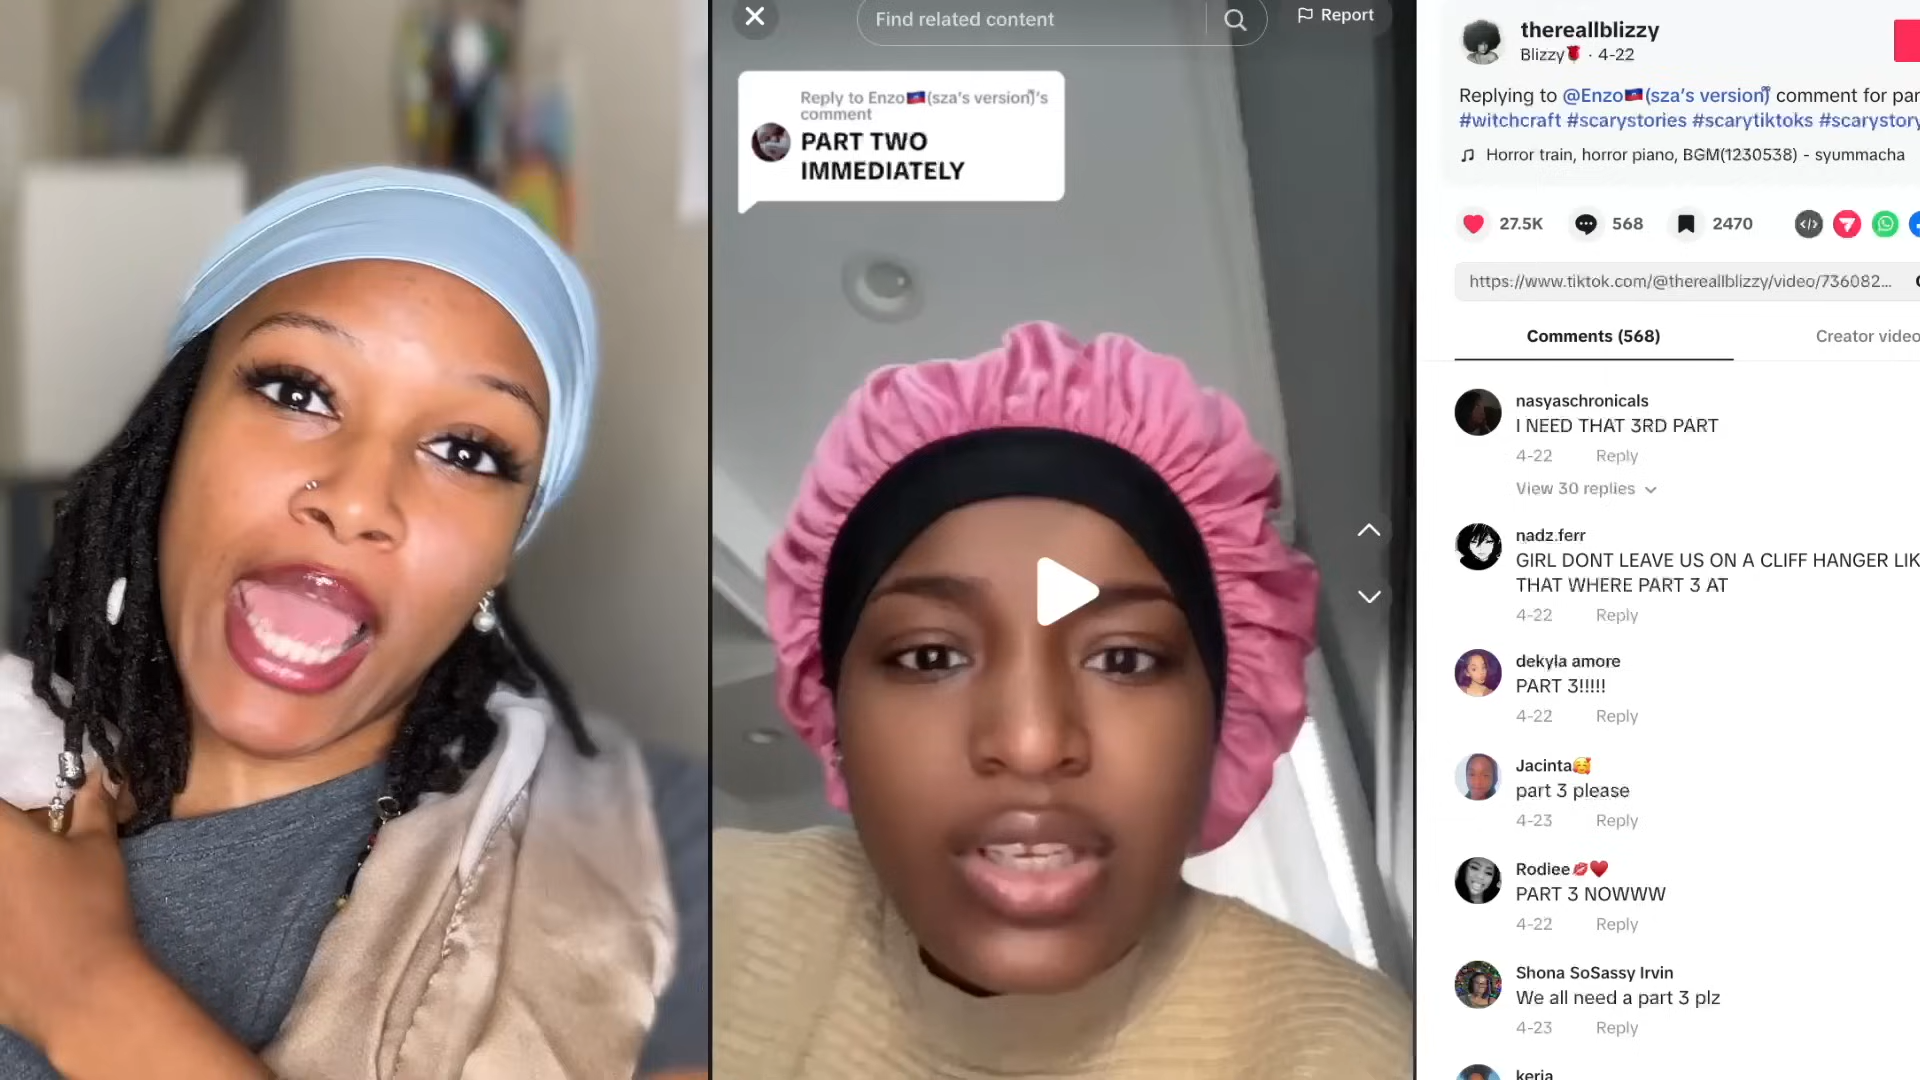 Find related content
Report
Reply to Enzo🇭🇹(sza's version)'s
comment
PART TWO
IMMEDIATELY
thereallblizzy
Blizzy🌹 · 4-22
Replying to @Enzo🇭🇹(sza's version) comment for
#witchcraft #scarystories #scarytiktoks #scarystory
Horror train, horror piano, BGM(1230538) - syummacha
27.5K
568
2470
https://www.tiktok.com/@thereallblizzy/video/736082...
Comments (568)
Creator video
nasyaschronicals
I NEED THAT 3RD PART
4-22 Reply
View 30 replies
nadz.ferr
GIRL DONT LEAVE US ON A CLIFF HANGER LIK
THAT WHERE PART 3 AT
4-22 Reply
dekyla amore
PART 3!!!!!
4-22 Reply
Jacinta🥰
part 3 please
4-23 Reply
Rodiee💋♥️
PART 3 NOWWW
4-22 Reply
Shona SoSassy Irvin
We all need a part 3 plz
4-23 Reply